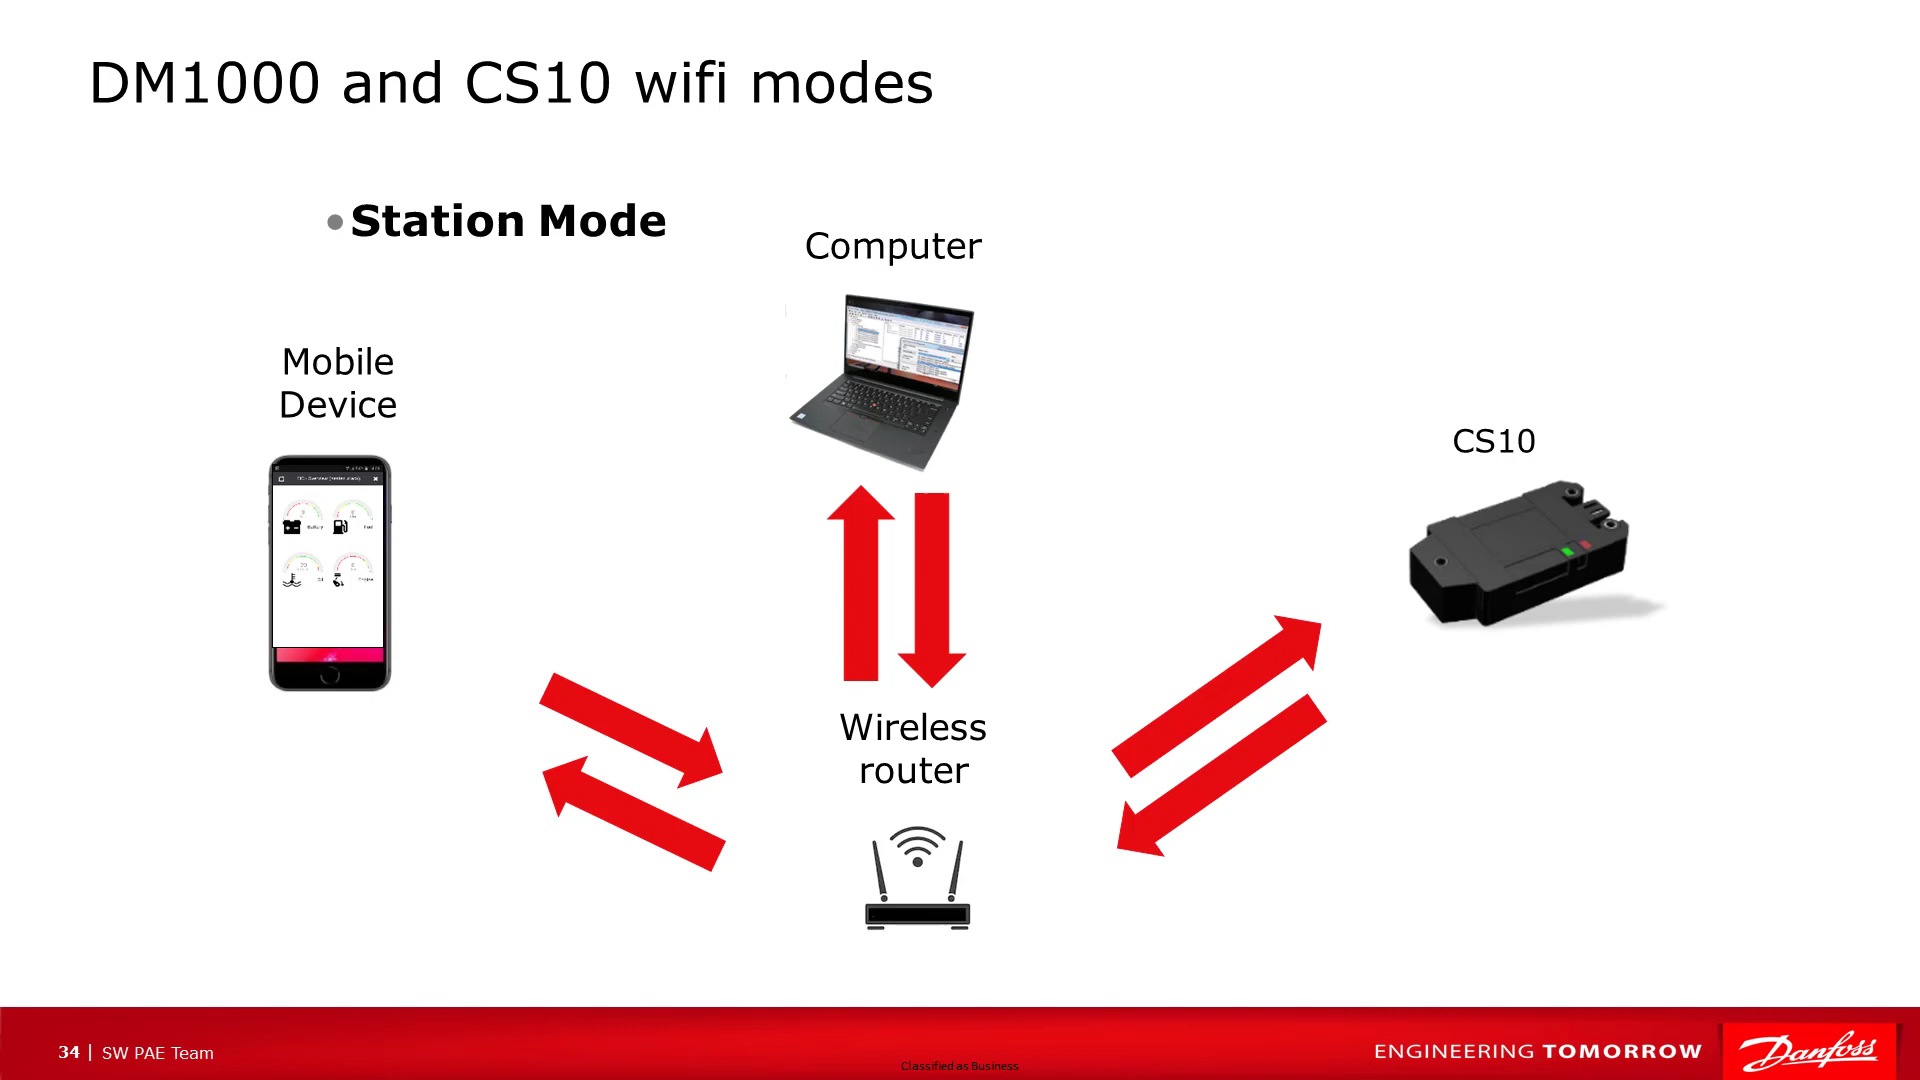 DM1000 and CS10 wifi modes
•Station Mode
Computer
Mobile
Device
CS10
Wireless
router
34 | SW PAE Team
Classified as Business
ENGINEERING TOMORROW
Danfoss